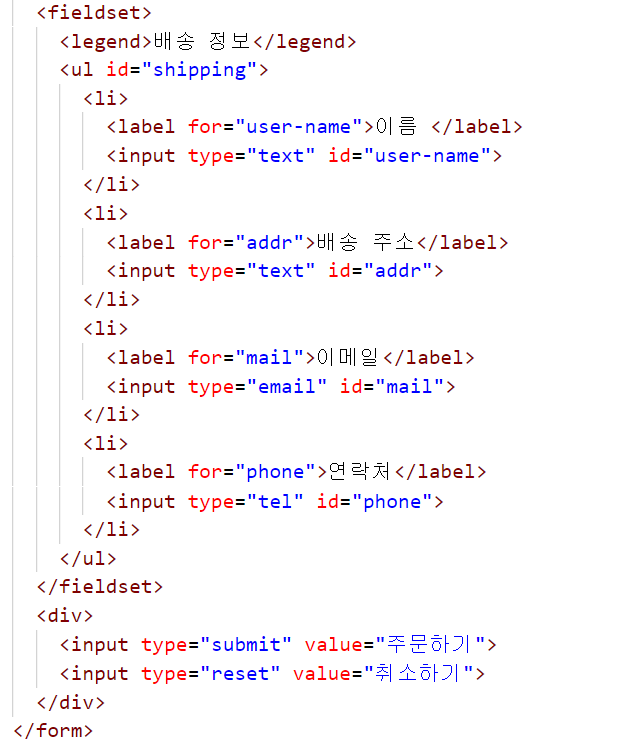 <fieldset>
<legend>배송 정보</legend>
<ul id="shipping">
<li>
<label for="user-name">이름 </label>
<input type="text" id="user-name">
</li>
<li>
<label for="addr">배송 주소</label>
<input type="text" id="addr">
</li>
<li>
<label for="mail">이메일</label>
<input type="email" id="mail">
</li>
<li>
<label for="phone">연락처</label>
<input type="tel" id="phone">
</li>
</ul>
</fieldset>
<div>
<input type="submit" value="주문하기">
<input type="reset" value="취소하기">
</div>
</form>